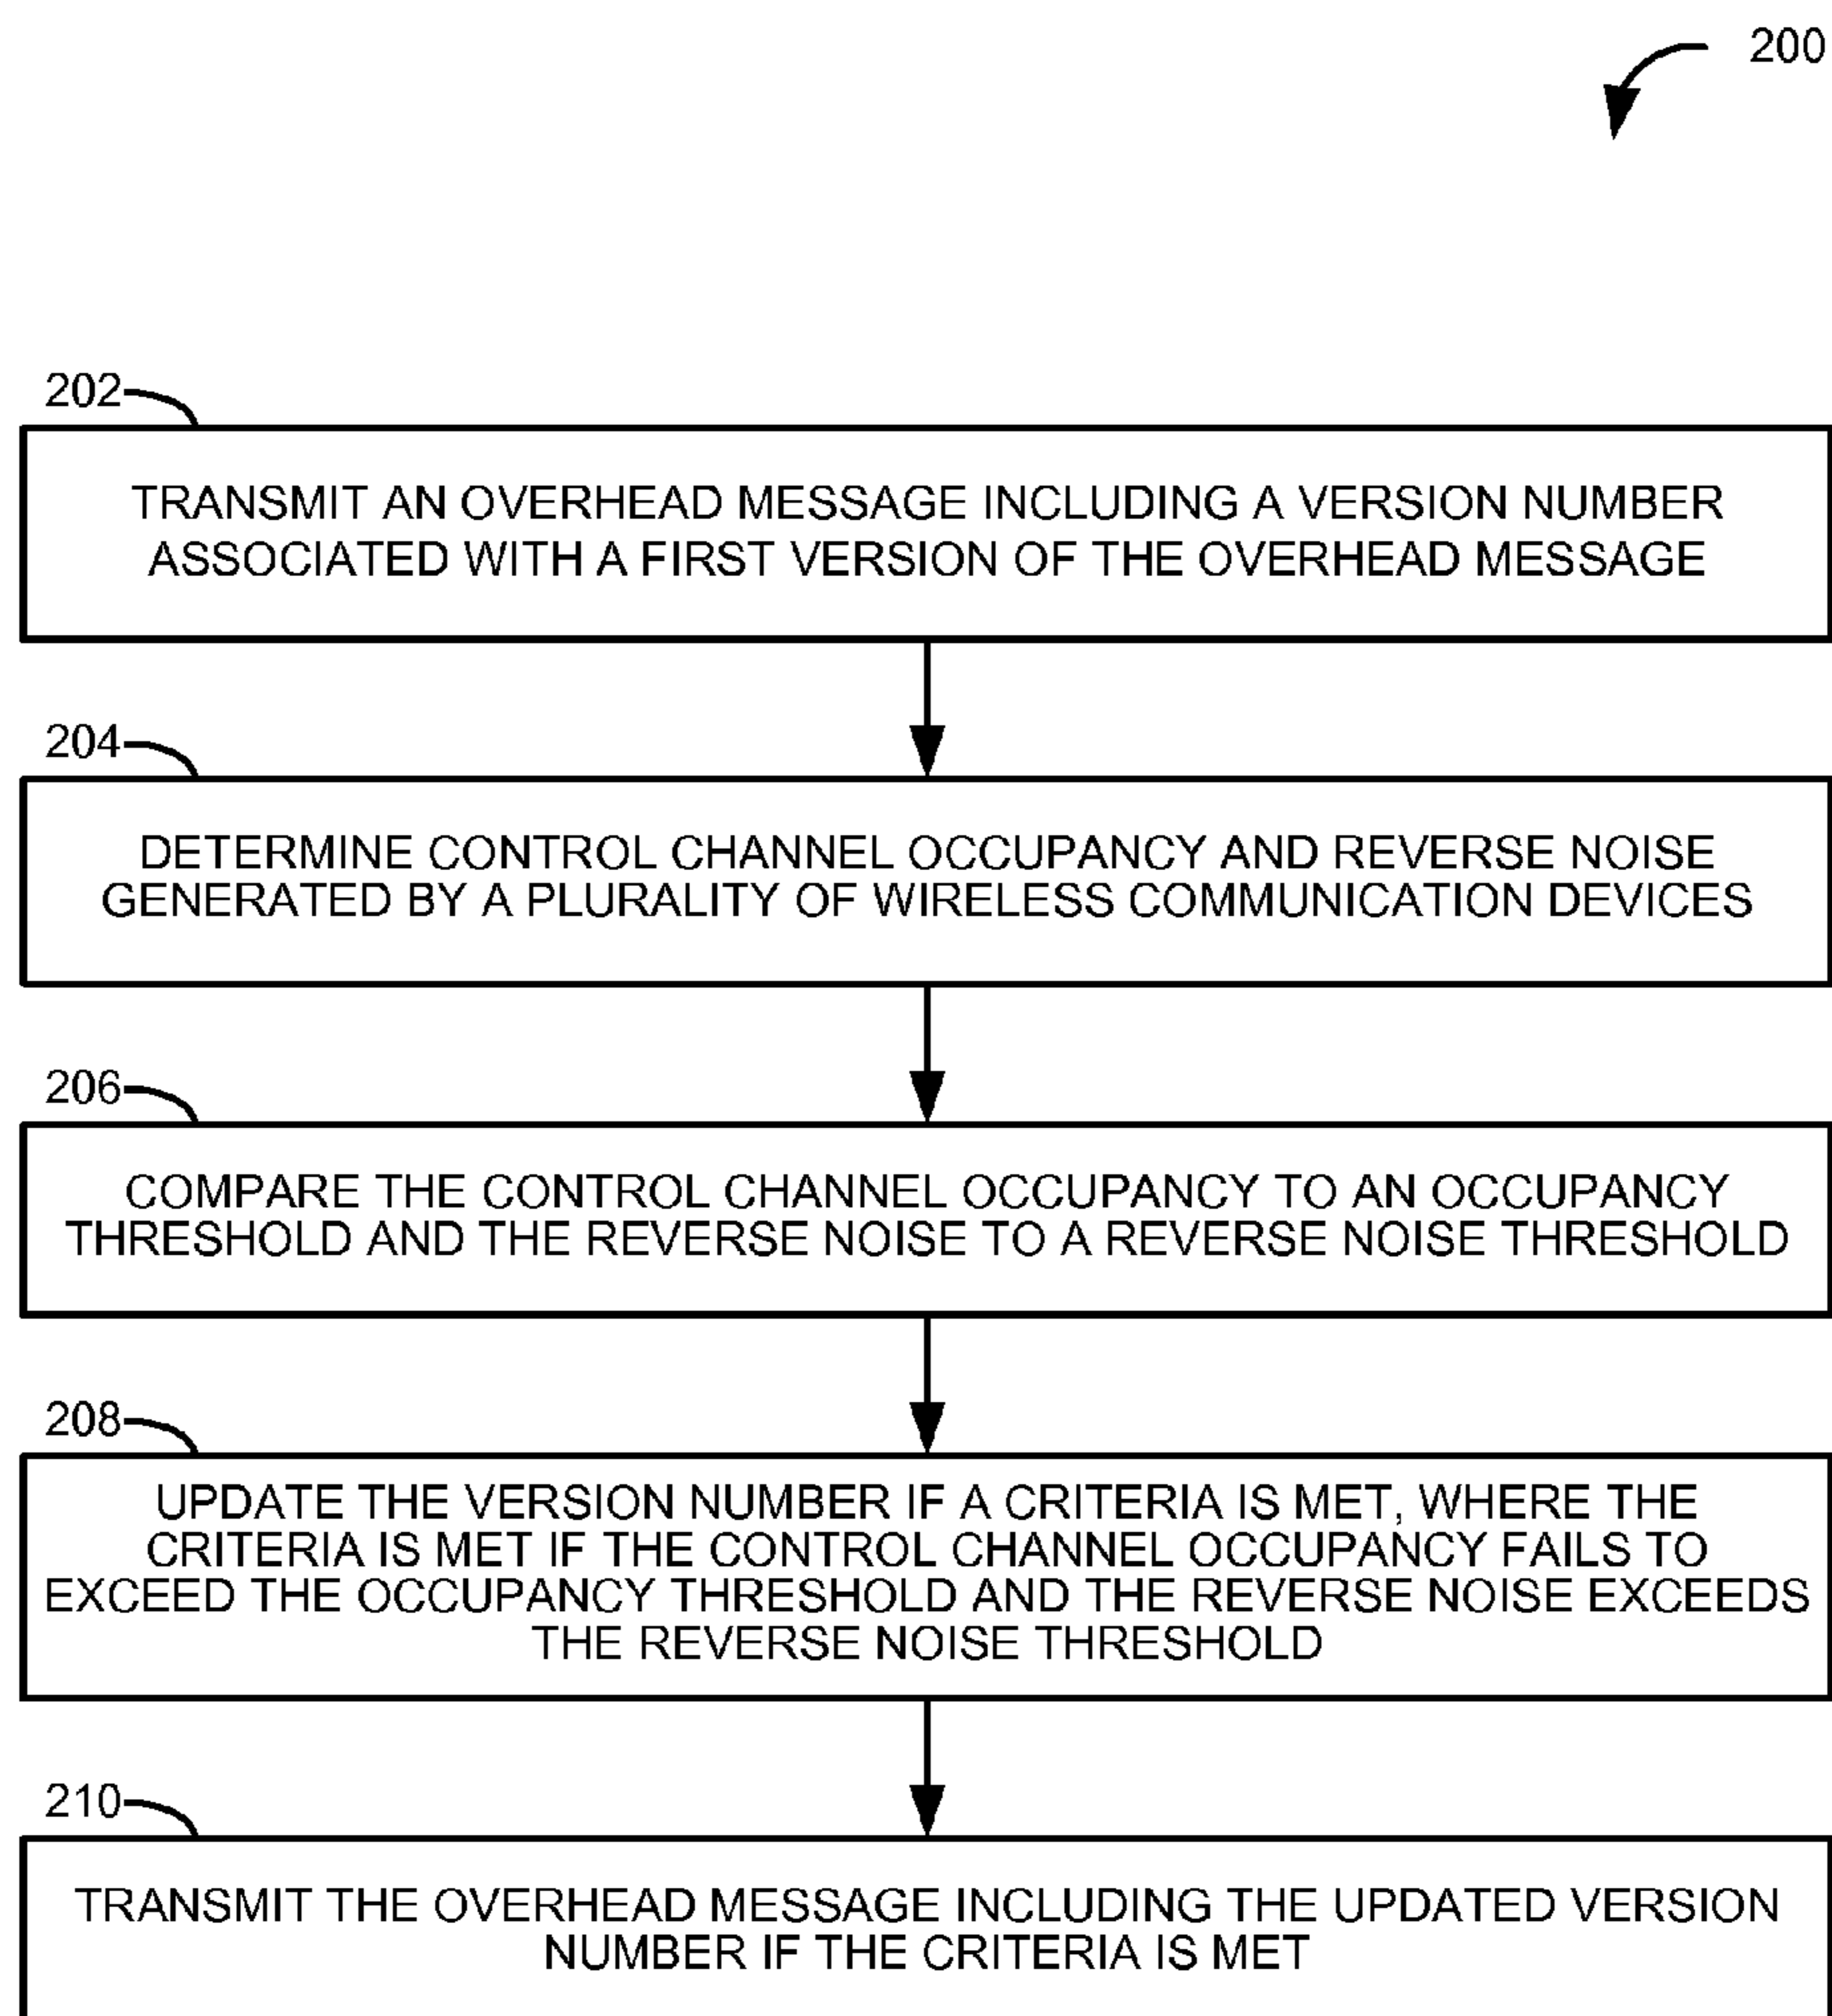 200
202
TRANSMIT AN OVERHEAD MESSAGE INCLUDING A VERSION NUMBER
ASSOCIATED WITH A FIRST VERSION OF THE OVERHEAD MESSAGE
204
DETERMINE CONTROL CHANNEL OCCUPANCY AND REVERSE NOISE
GENERATED BY A PLURALITY OF WIRELESS COMMUNICATION DEVICES
206
COMPARE THE CONTROL CHANNEL OCCUPANCY TO AN OCCUPANCY
THRESHOLD AND THE REVERSE NOISE TO A REVERSE NOISE THRESHOLD
208
UPDATE THE VERSION NUMBER IF A CRITERIA IS MET, WHERE THE
CRITERIA IS MET IF THE CONTROL CHANNEL OCCUPANCY FAILS TO
EXCEED THE OCCUPANCY THRESHOLD AND THE REVERSE NOISE EXCEEDS
THE REVERSE NOISE THRESHOLD
210
TRANSMIT THE OVERHEAD MESSAGE INCLUDING THE UPDATED VERSION
NUMBER IF THE CRITERIA IS MET